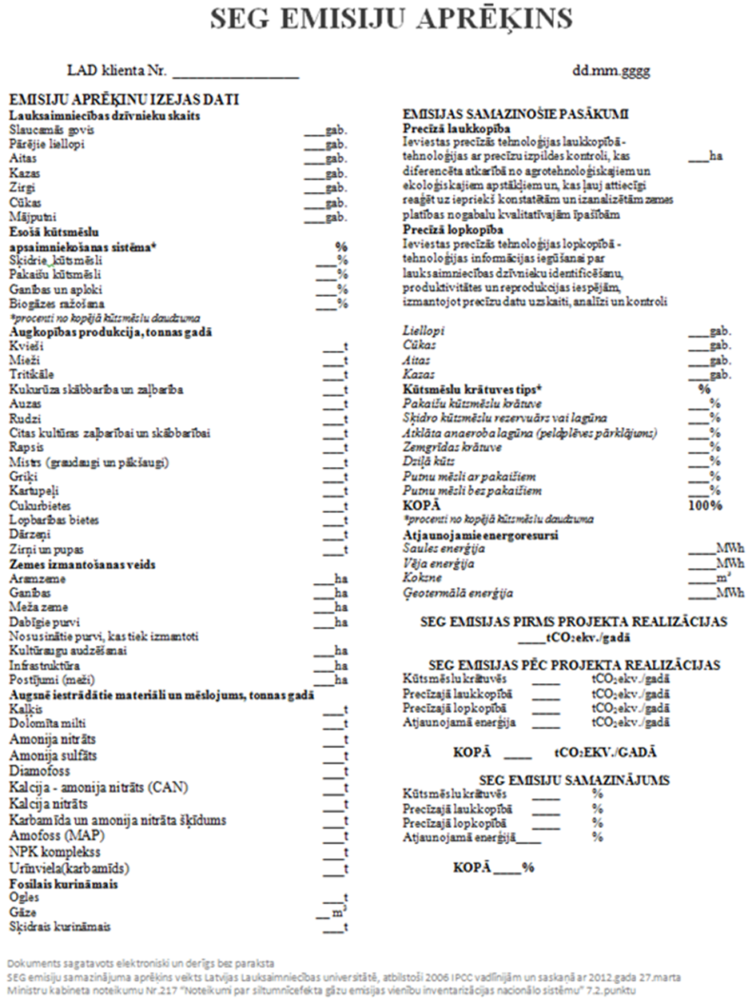 SEG EMISIJU APRĒĶINS
LAD klienta Nr. ________________
dd.mm.gggg
EMISIJU APRĒĶINU IZEJAS DATI
Lauksaimniecības dzīvnieku skaits
Slaucamās govis ___gab.
Pārējie liellopi ___gab.
Aitas ___gab.
Kazas ___gab.
Zirgi ___gab.
Cūkas ___gab.
Mājputni ___gab.
Esošā kūtsmēslu
apsaimniekošanas sistēma* %
Šķidrie kūtsmēsli ___%
Pakaišu kūtsmēsli ___%
Ganības un aploki ___%
Biogāzes ražošana ___%
*procenti no kopējā kūtsmēslu daudzuma
Augkopības produkcija, tonnas gadā
Kvieši ___t
Mieži ___t
Tritikāle ___t
Kukurūza skābbarība un zaļbarība ___t
Auzas ___t
Rudzi ___t
Citas kultūras zaļbarībai un skābbarībai ___t
Rapsis ___t
Mistrs (graudaugi un pākšaugi) ___t
Griķi ___t
Kartupeļi ___t
Cukurbietes ___t
Lopbarības bietes ___t
Dārzeņi ___t
Zirņi un pupas ___t
Zemes izmantošanas veids
Aramzeme ___ha
Ganības ___ha
Meža zeme ___ha
Dabīgie purvi ___ha
Nosusinātie purvi, kas tiek izmantoti
Kultūraugu audzēšanai ___ha
Infrastruktūra ___ha
Postījumi (meži) ___ha
Augsnē iestrādātie materiāli un mēslojums, tonnas gadā
Kaļķis ___t
Dolomīta milti ___t
Amonija nitrāts ___t
Amonija sulfāts ___t
Diamofoss ___t
Kalcija - amonija nitrāts (CAN) ___t
Kalcija nitrāts ___t
Karbamīda un amonija nitrāta šķīdums ___t
Amofoss (MAP) ___t
NPK komplekss ___t
Urīnviela(karbamīds) ___t
Fosilais kurināmais
Ogles ___t
Gāze __ m³
Šķidrais kurināmais ___t
EMISIJAS SAMAZINOŠIE PASĀKUMI
Precīzā laukkopība
Ieviestas precīzās tehnoloģijas laukkopībā -
tehnoloģijas ar precīzu izpildes kontroli, kas ___ha
diferencēta atkarībā no agrotehnoloģiskajiem un
ekoloģiskajiem apstākļiem un, kas ļauj attiecīgi
reaģēt uz iepriekš konstatētām un izanalizētām zemes
platības nogabalu kvalitatīvajām īpašībām
Precīzā lopkopība
Ieviestas precīzās tehnoloģijas lopkopībā -
tehnoloģijas informācijas iegūšanai par
lauksaimniecības dzīvnieku identificēšanu,
produktivitātes un reprodukcijas iespējām,
izmantojot precīzu datu uzskaiti, analīzi un kontroli
Liellopi ___gab.
Cūkas ___gab.
Aitas ___gab.
Kazas ___gab.
Kūtsmēslu krātuves tips* %
Pakaišu kūtsmēslu krātuve ___%
Šķidro kūtsmēslu rezervuārs vai lagūna ___%
Atklāta anaeroba lagūna (peldplēves pārklājums) ___%
Zemgrīdas krātuve ___%
Dziļā kūts ___%
Putnu mēsli ar pakaišiem ___%
Putnu mēsli bez pakaišiem ___%
KOPĀ 100%
*procenti no kopējā kūtsmēslu daudzuma
Atjaunojamie energoresursi
Saules enerģija ____MWh
Vēja enerģija ____MWh
Koksne ____m³
Ģeotermālā enerģija ____MWh
SEG EMISIJAS PIRMS PROJEKTA REALIZĀCIJAS
____tCO₂ekv./gadā
SEG EMISIJAS PĒC PROJEKTA REALIZĀCIJAS
Kūtsmēslu krātuvēs ____ tCO₂ekv./gadā
Precīzajā laukkopībā ____ tCO₂ekv./gadā
Precīzajā lopkopībā ____ tCO₂ekv./gadā
Atjaunojamā enerģija ____ tCO₂ekv./gadā
KOPĀ ____ tCO₂EKV./GADĀ
SEG EMISIJU SAMAZINĀJUMS
Kūtsmēslu krātuvēs ____ %
Precīzajā laukkopībā ____ %
Precīzajā lopkopībā ____ %
Atjaunojamā enerģijā____ %
KOPĀ ____%
Dokuments sagatavots elektroniski un derīgs bez paraksta
SEG emisiju samazinājuma aprēķins veikts Latvijas Lauksaimniecības universitātē, atbilstoši 2006 IPCC vadlīnijām un saskaņā ar 2012.gada 27.marta
Ministru kabineta noteikumu Nr.217 "Noteikumi par siltumnīcefekta gāzu emisijas vienību inventarizācijas nacionālo sistēmu" 7.2.punktu